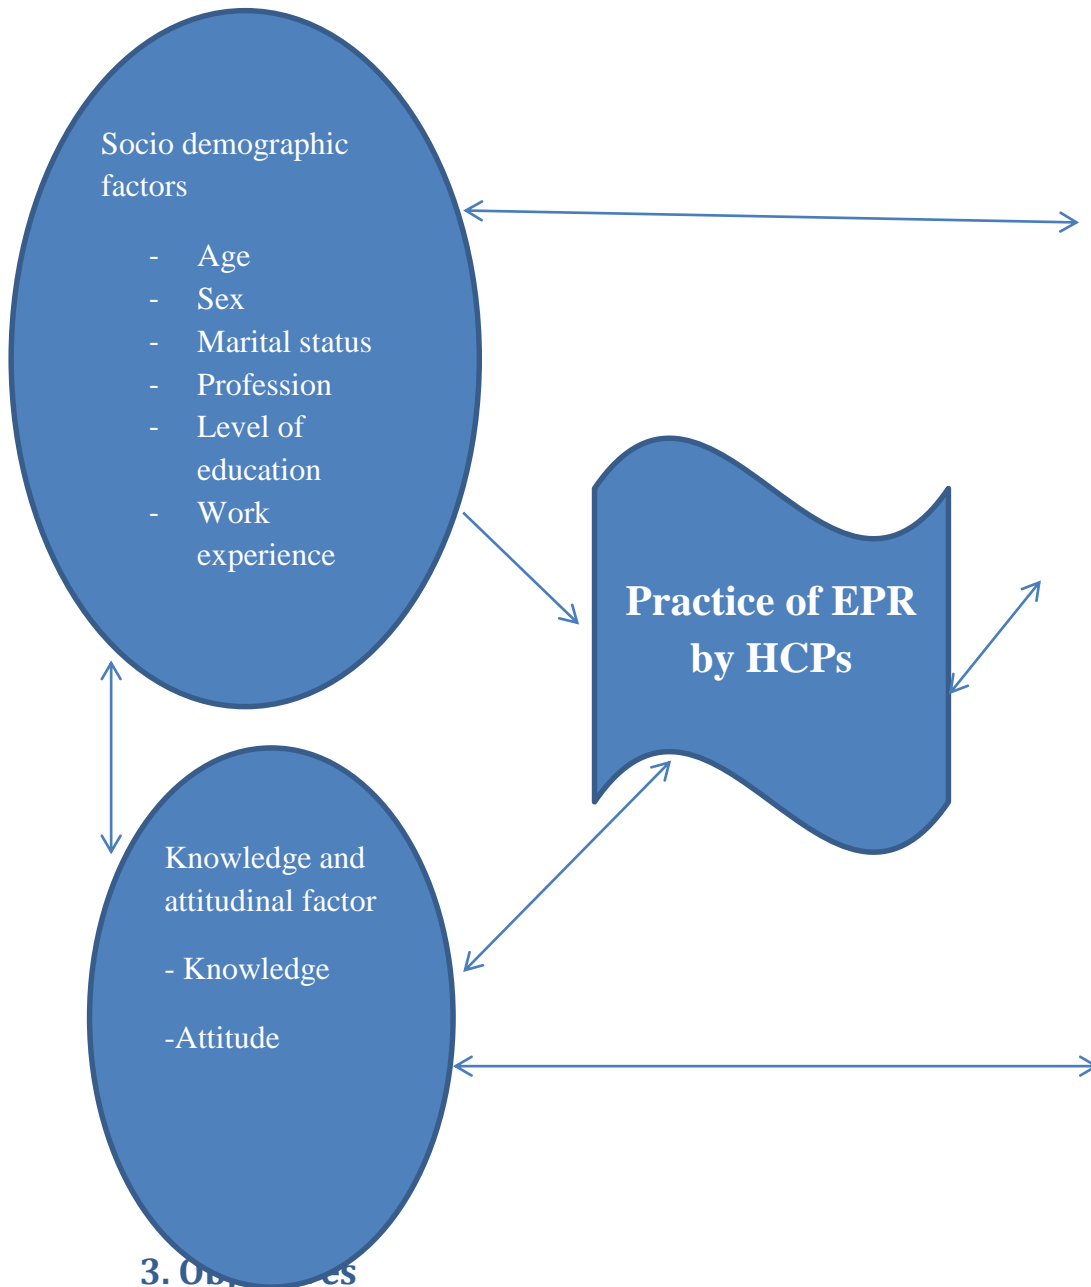 Socio demographic
factors
- Age
- Sex
- Marital status
- Profession
- Level of
education
- Work
experience
Practice of EPR
by HCPs
Knowledge and
attitudinal factor
- Knowledge
-Attitude
3.